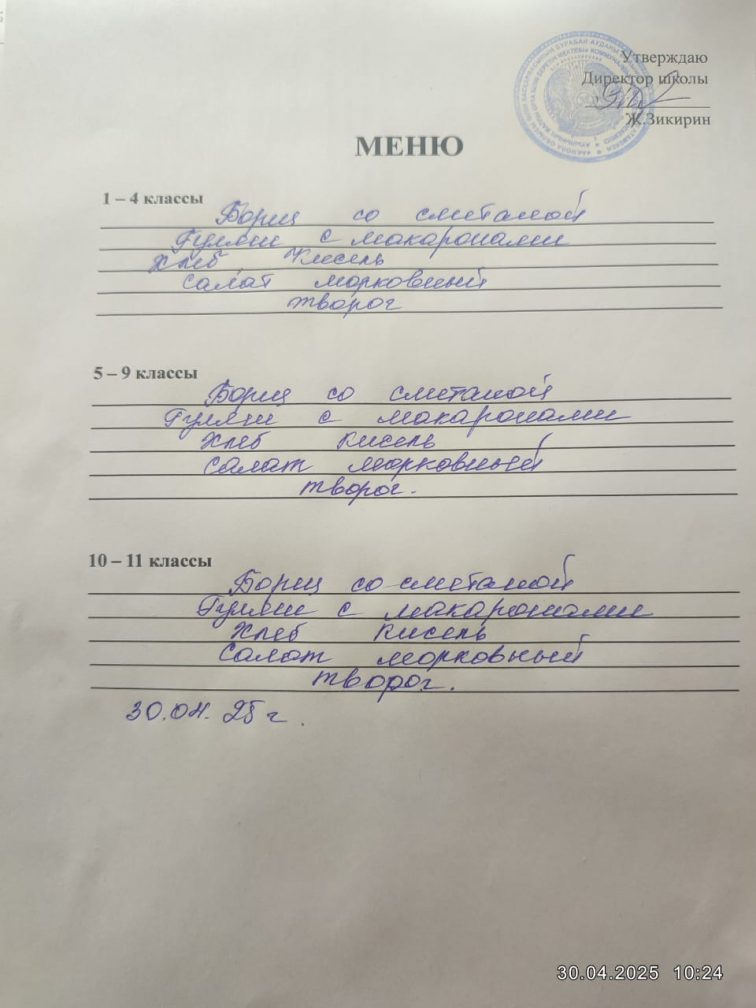 Утверждаю
Директор школы
Ж.Зикирин
МЕНЮ
1 – 4 классы
Борщ со сметаной
Гуляш с макаронами
Хлеб Кисель
Салат морковный
творог
5 – 9 классы
Борщ со сметаной
Гуляш с макаронами
Хлеб кисель
Салат морковный
творог.
10 – 11 классы
Борщ со сметаной
Гуляш с макаронами
Хлеб кисель
Салат морковный
творог.
30.04.25 г.
30.04.2025 10:24